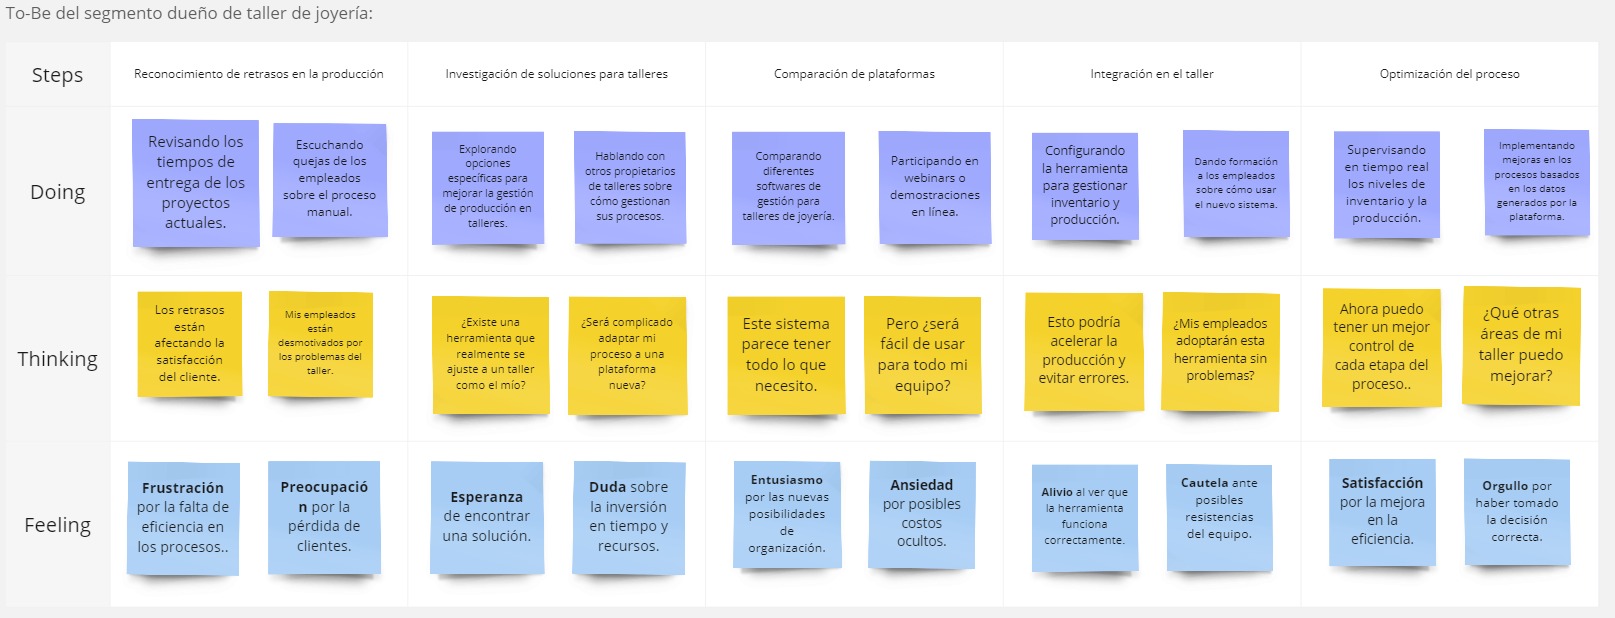 To-Be del segmento dueño de taller de joyería:
Steps
Reconocimiento de retrasos en la producción
Investigación de soluciones para talleres
Comparación de plataformas
Integración en el taller
Optimización del proceso
Doing
Revisando los
tiempos de
entrega de los
proyectos
actuales.
Escuchando
quejas de los
empleados
sobre el proceso
manual.
Explorando
opciones
específicas para
mejorar la gestión
de producción en
talleres.
Hablando con
otros propietarios
de talleres sobre
cómo gestionan
sus procesos.
Comparando
diferentes
softwares de
gestión para
talleres de joyería.
Participando en
webinars o
demostraciones
en línea.
Configurando
la herramienta
para gestionar
inventario y
producción.
Dando formación
a los empleados
sobre cómo usar
el nuevo sistema.
Supervisando
en tiempo real
los niveles de
inventario y la
producción.
Implementando
mejoras en los
procesos basados
en los datos
generados por la
plataforma.
Thinking
Los retrasos
están
afectando la
satisfacción
del cliente.
Mis empleados
están
desmotivados por
los problemas del
taller.
¿Existe una
herramienta que
realmente se
ajuste a un taller
como el mío?
¿Será complicado
adaptar mi
proceso a una
plataforma
nueva?
Este sistema
parece tener
todo lo que
necesito.
Pero ¿será
fácil de usar
para todo mi
equipo?
Esto podría
acelerar la
producción y
evitar errores.
¿Mis empleados
adoptarán esta
herramienta sin
problemas?
Ahora puedo
tener un mejor
control de
cada etapa del
proceso..
¿Qué otras
áreas de mi
taller puedo
mejorar?
Feeling
Frustración
por la falta de
eficiencia en
los procesos..
Preocupació
n por la
pérdida de
clientes.
Esperanza
de encontrar
una solución.
Duda sobre
la inversión
en tiempo y
recursos.
Entusiasmo
por las nuevas
posibilidades
de
organización.
Ansiedad
por posibles
costos
ocultos.
Alivio al ver que
la herramienta
funciona
correctamente.
Cautela ante
posibles
resistencias
del equipo.
Satisfacción
por la mejora
en la
eficiencia.
Orgullo por
haber tomado
la decisión
correcta.